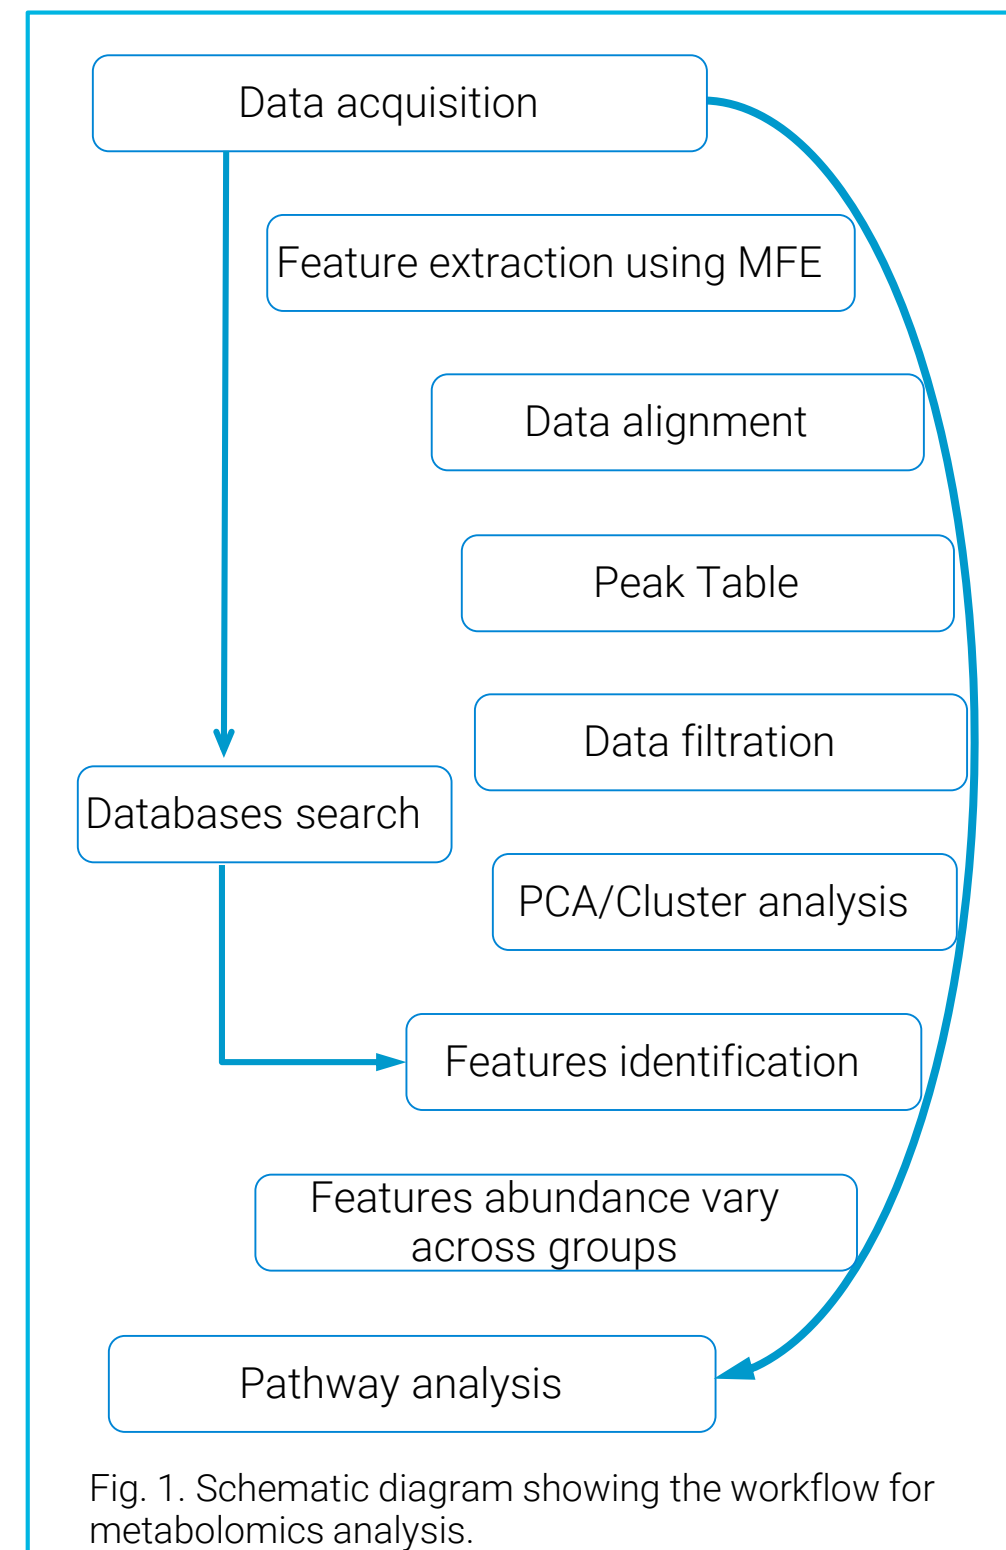 Data acquisition
Feature extraction using MFE
Data alignment
Peak Table
Data filtration
Databases search
PCA/Cluster analysis
Features identification
Features abundance vary
across groups
Pathway analysis
Fig. 1. Schematic diagram showing the workflow for
metabolomics analysis.